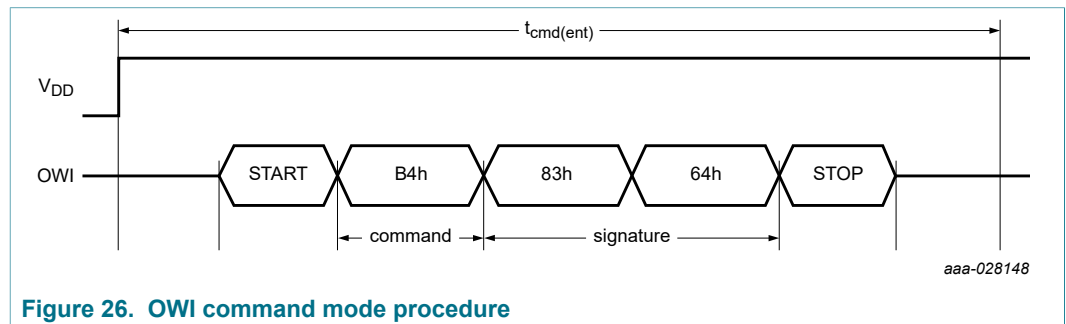 tcmd(ent)
VDD
OWI START B4h 83h 64h STOP
command signature
aaa-028148
Figure 26. OWI command mode procedure